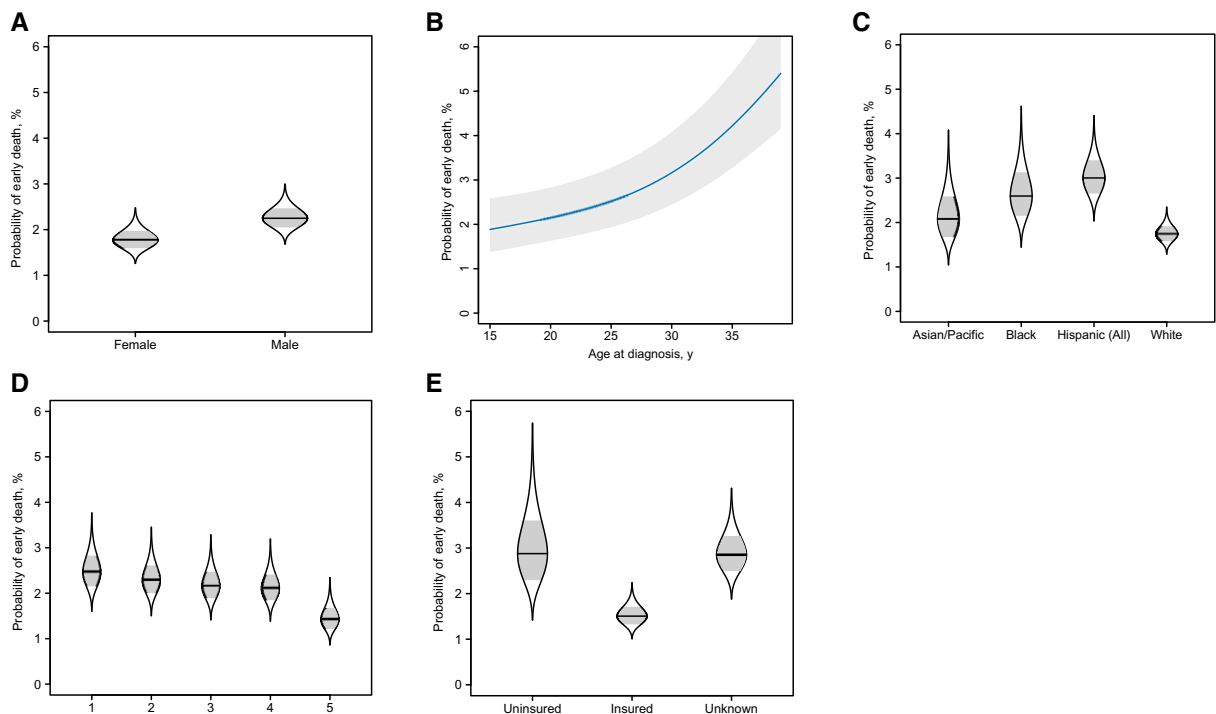 A
Probability of early death, %
6
5
4
3
2
1
0
Female Male
B
Probability of early death, %
6
5
4
3
2
1
0
15 20 25 30 35
Age at diagnosis, y
C
Probability of early death, %
6
5
4
3
2
1
0
Asian/Pacific Black Hispanic (All) White
D
Probability of early death, %
6
5
4
3
2
1
0
1 2 3 4 5
E
Probability of early death, %
6
5
4
3
2
1
0
Uninsured Insured Unknown